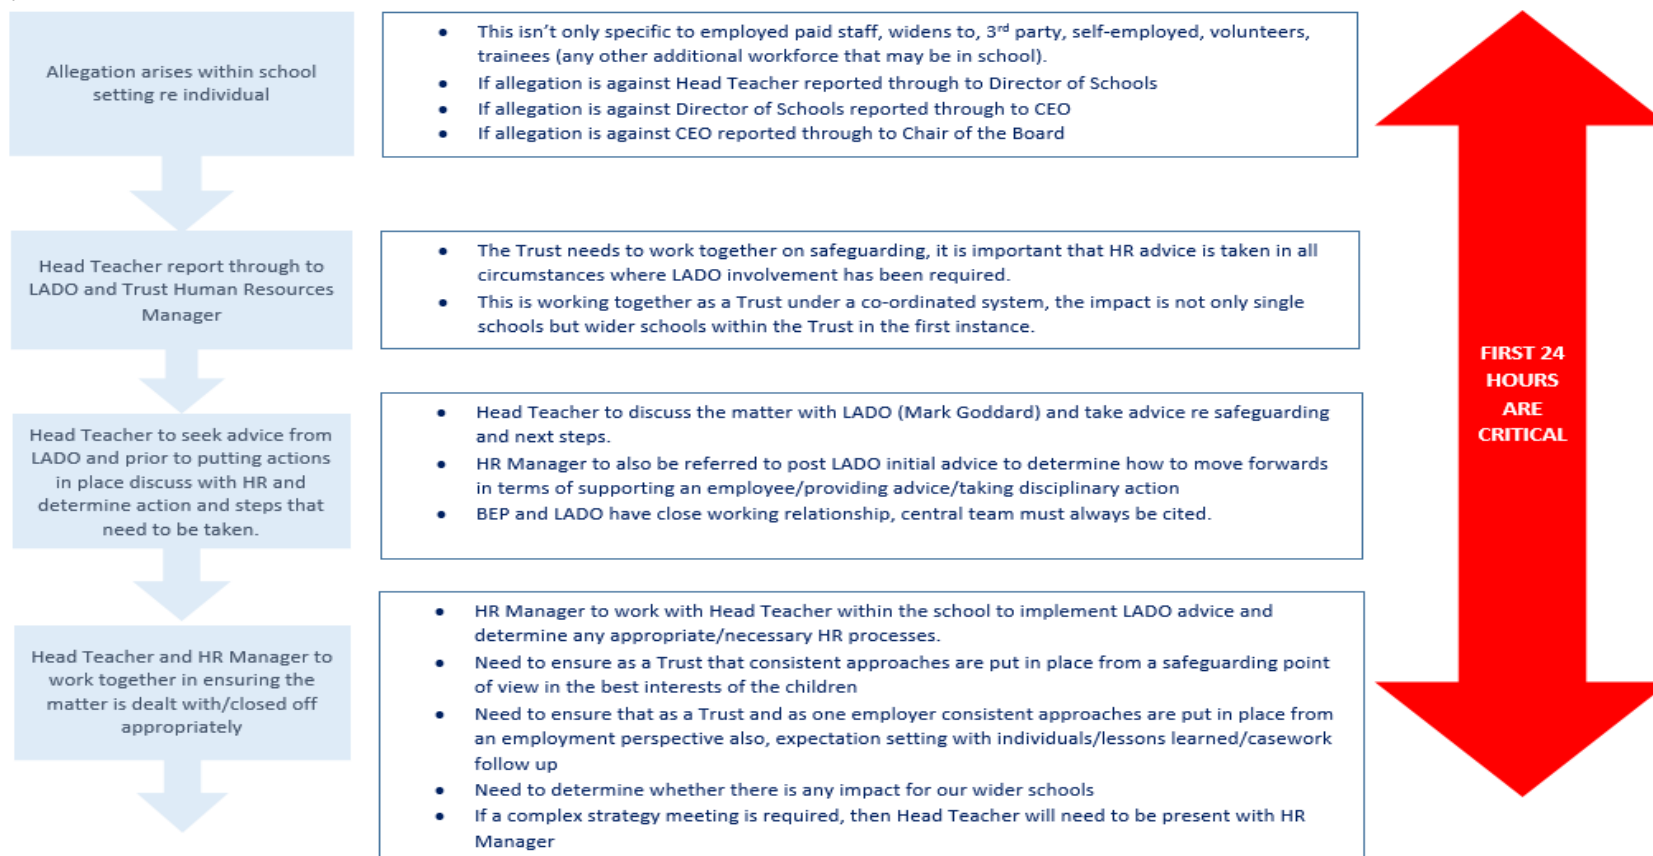 Allegation arises within school
setting re individual
• This isn't only specific to employed paid staff, widens to, 3rd party, self-employed, volunteers,
trainees (any other additional workforce that may be in school).
• If allegation is against Head Teacher reported through to Director of Schools
• If allegation is against Director of Schools reported through to CEO
• If allegation is against CEO reported through to Chair of the Board
Head Teacher report through to
LADO and Trust Human Resources
Manager
• The Trust needs to work together on safeguarding, it is important that HR advice is taken in all
circumstances where LADO involvement has been required.
• This is working together as a Trust under a co-ordinated system, the impact is not only single
schools but wider schools within the Trust in the first instance.
Head Teacher to seek advice from
LADO and prior to putting actions
in place discuss with HR and
determine action and steps that
need to be taken.
• Head Teacher to discuss the matter with LADO (Mark Goddard) and take advice re safeguarding
and next steps.
• HR Manager to also be referred to post LADO initial advice to determine how to move forwards
in terms of supporting an employee/providing advice/taking disciplinary action
• BEP and LADO have close working relationship, central team must always be cited.
Head Teacher and HR Manager to
work together in ensuring the
matter is dealt with/closed off
appropriately
• HR Manager to work with Head Teacher within the school to implement LADO advice and
determine any appropriate/necessary HR processes.
• Need to ensure as a Trust that consistent approaches are put in place from a safeguarding point
of view in the best interests of the children
• Need to ensure that as a Trust and as one employer consistent approaches are put in place from
an employment perspective also, expectation setting with individuals/lessons learned/casework
follow up
• Need to determine whether there is any impact for our wider schools
• If a complex strategy meeting is required, then Head Teacher will need to be present with HR
Manager
FIRST 24
HOURS
ARE
CRITICAL